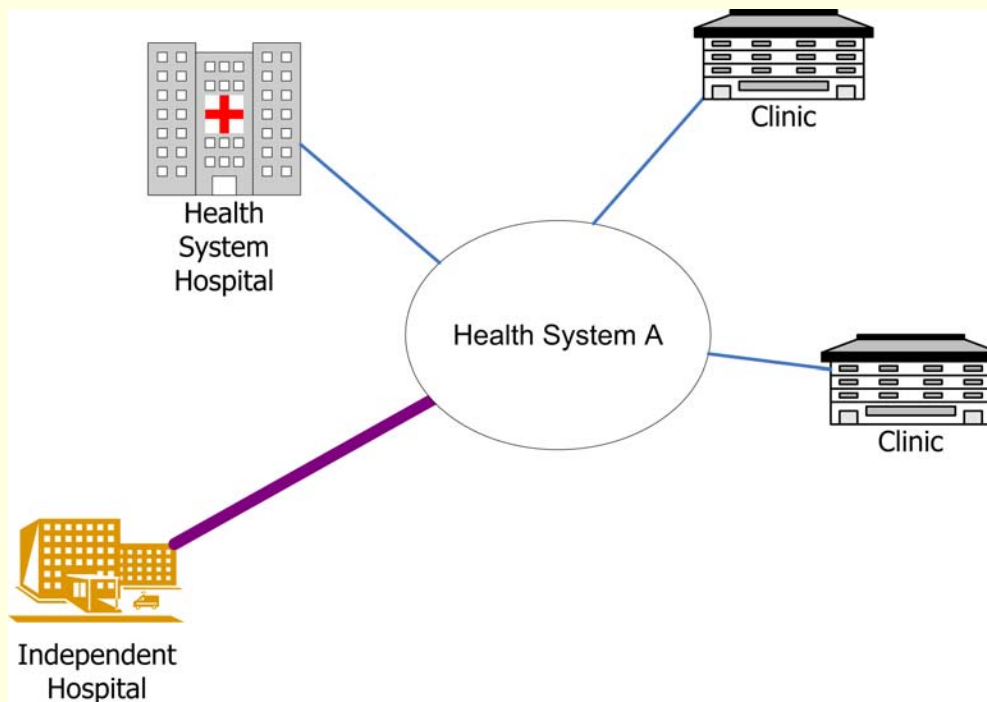 Clinic
Health
System
Hospital
Health System A
Clinic
Independent
Hospital